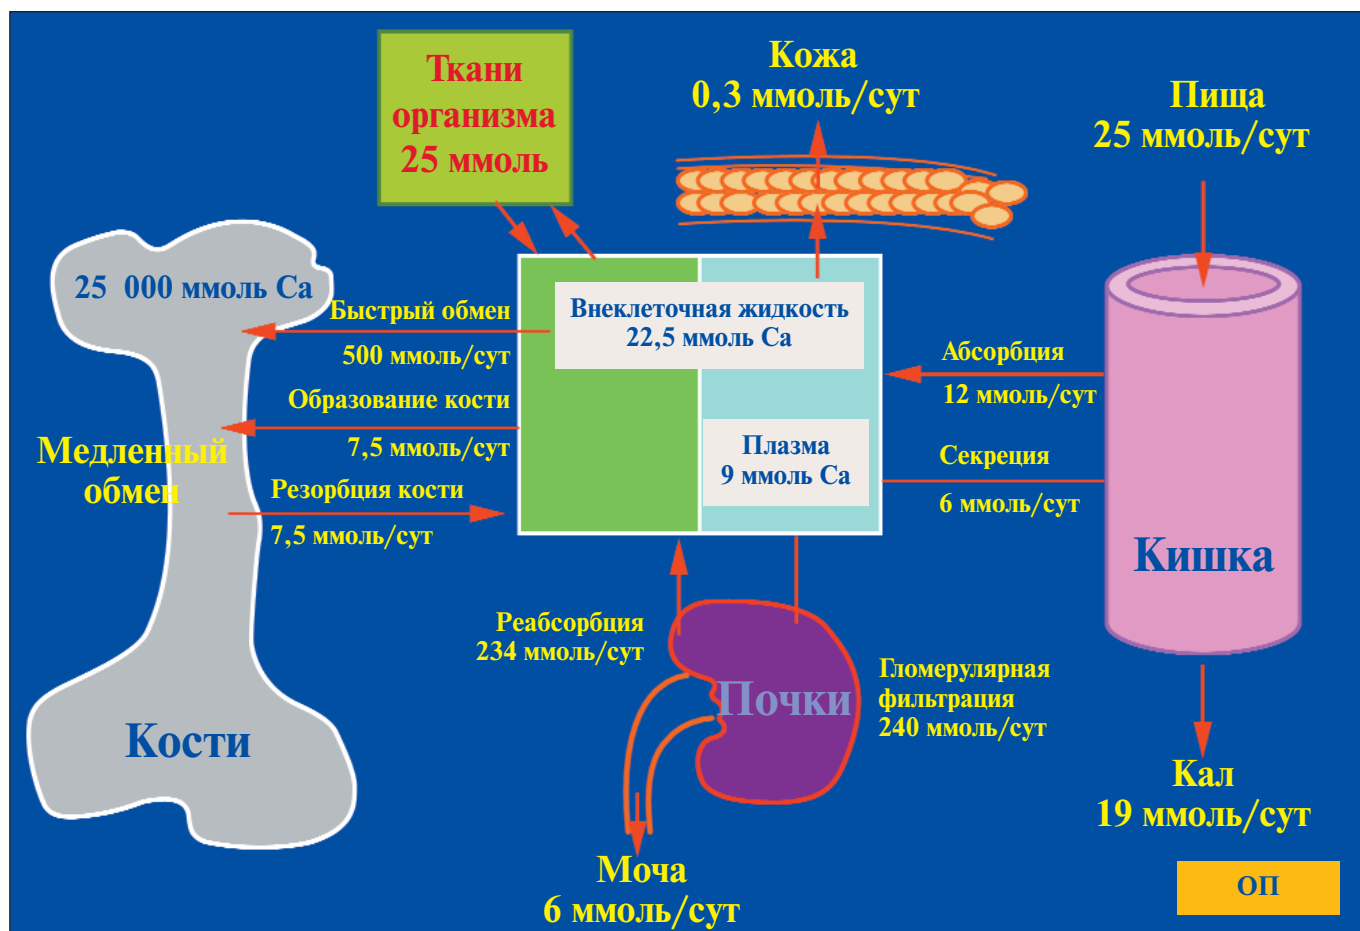 Ткани
организма
25 ммоль
Кожа
0,3 ммоль/сут
Пища
25 ммоль/сут
25 000 ммоль Ca
Быстрый обмен
500 ммоль/сут
Внеклеточная жидкость
22,5 ммоль Ca
Абсорбция
12 ммоль/сут
Образование кости
7,5 ммоль/сут
Медленный
обмен
Плазма
9 ммоль Ca
Секреция
6 ммоль/сут
Резорбция кости
7,5 ммоль/сут
Кишка
Реабсорбция
234 ммоль/сут
Гломерулярная
фильтрация
240 ммоль/сут
Почки
Кости
Кал
19 ммоль/сут
Моча
6 ммоль/сут
ОП